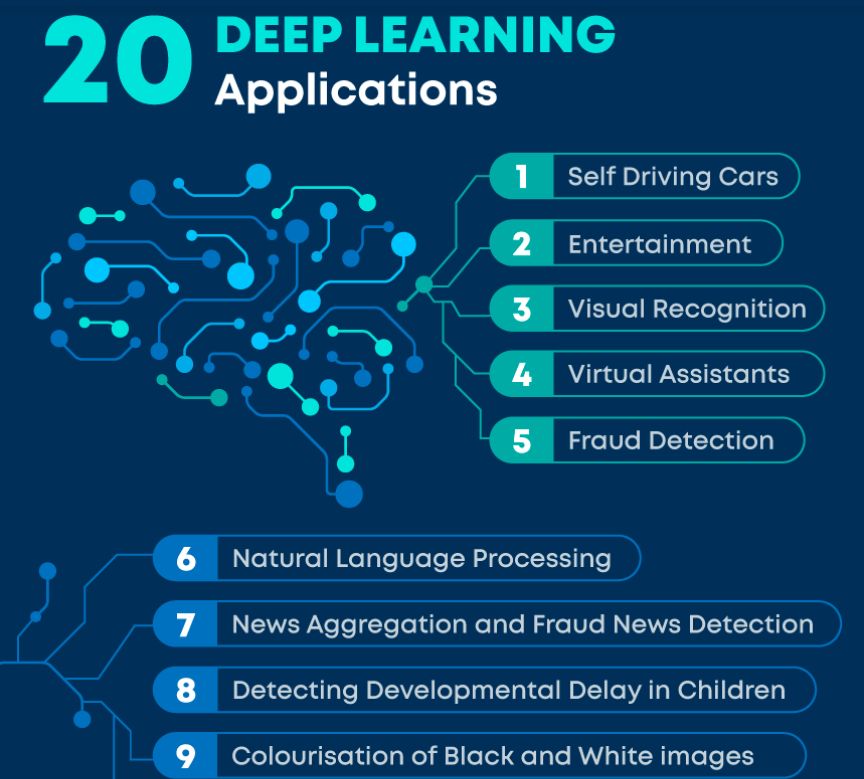 20 DEEP LEARNING
Applications
1 Self Driving Cars
2 Entertainment
3 Visual Recognition
4 Virtual Assistants
5 Fraud Detection
6 Natural Language Processing
7 News Aggregation and Fraud News Detection
8 Detecting Developmental Delay in Children
9 Colourisation of Black and White images